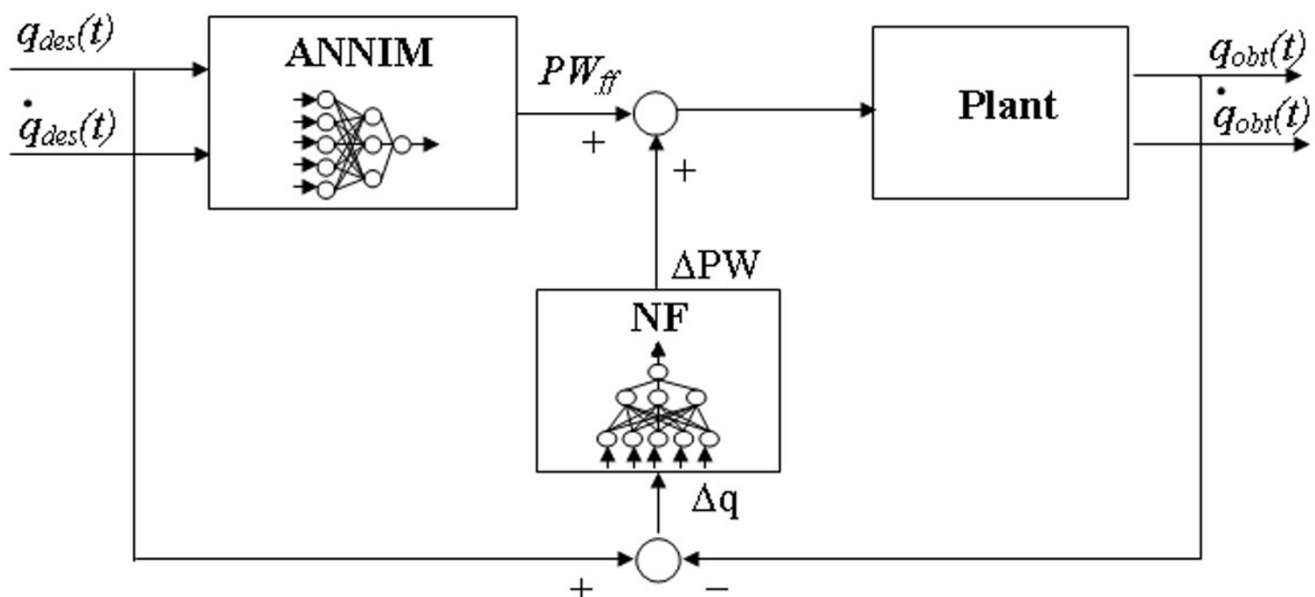 q_des(t)
ANNIM
PW_ff
+
+
Plant
q_obt(t)
q̇_des(t)
q̇_obt(t)
ΔPW
NF
Δq
+
−